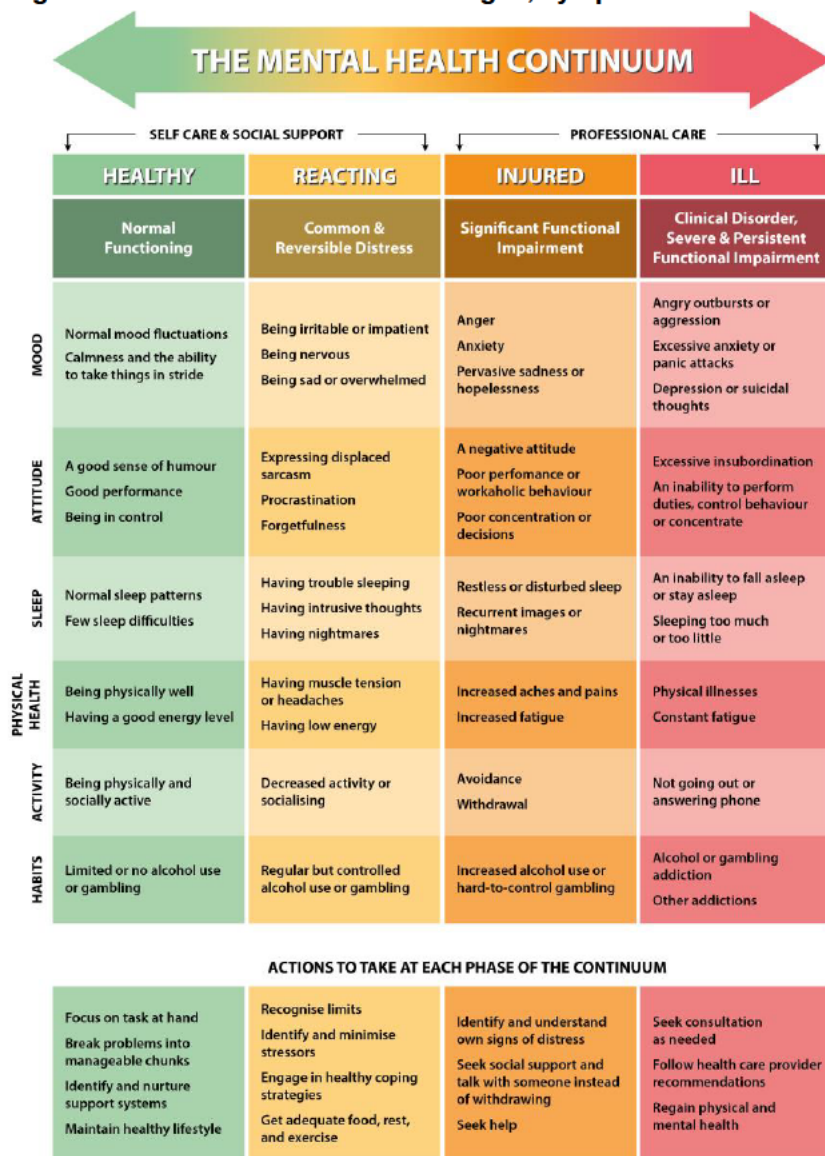 THE MENTAL HEALTH CONTINUUM
SELF CARE & SOCIAL SUPPORT
PROFESSIONAL CARE
HEALTHY
REACTING
INJURED
ILL
Normal
Functioning
Common &
Reversible Distress
Significant Functional
Impairment
Clinical Disorder,
Severe & Persistent
Functional Impairment
MOOD
Normal mood fluctuations
Calmness and the ability
to take things in stride
Being irritable or impatient
Being nervous
Being sad or overwhelmed
Anger
Anxiety
Pervasive sadness or
hopelessness
Angry outbursts or
aggression
Excessive anxiety or
panic attacks
Depression or suicidal
thoughts
ATTITUDE
A good sense of humour
Good performance
Being in control
Expressing displaced
sarcasm
Procrastination
Forgetfulness
A negative attitude
Poor perfomance or
workaholic behaviour
Poor concentration or
decisions
Excessive insubordination
An inability to perform
duties, control behaviour
or concentrate
SLEEP
Normal sleep patterns
Few sleep difficulties
Having trouble sleeping
Having intrusive thoughts
Having nightmares
Restless or disturbed sleep
Recurrent images or
nightmares
An inability to fall asleep
or stay asleep
Sleeping too much
or too little
PHYSICAL
HEALTH
Being physically well
Having a good energy level
Having muscle tension
or headaches
Having low energy
Increased aches and pains
Increased fatigue
Physical illnesses
Constant fatigue
ACTIVITY
Being physically and
socially active
Decreased activity or
socialising
Avoidance
Withdrawal
Not going out or
answering phone
HABITS
Limited or no alcohol use
or gambling
Regular but controlled
alcohol use or gambling
Increased alcohol use or
hard-to-control gambling
Alcohol or gambling
addiction
Other addictions
ACTIONS TO TAKE AT EACH PHASE OF THE CONTINUUM
Focus on task at hand
Break problems into
manageable chunks
Identify and nurture
support systems
Maintain healthy lifestyle
Recognise limits
Identify and minimise
stressors
Engage in healthy coping
strategies
Get adequate food, rest,
and exercise
Identify and understand
own signs of distress
Seek social support and
talk with someone instead
of withdrawing
Seek help
Seek consultation
as needed
Follow health care provider
recommendations
Regain physical and
mental health